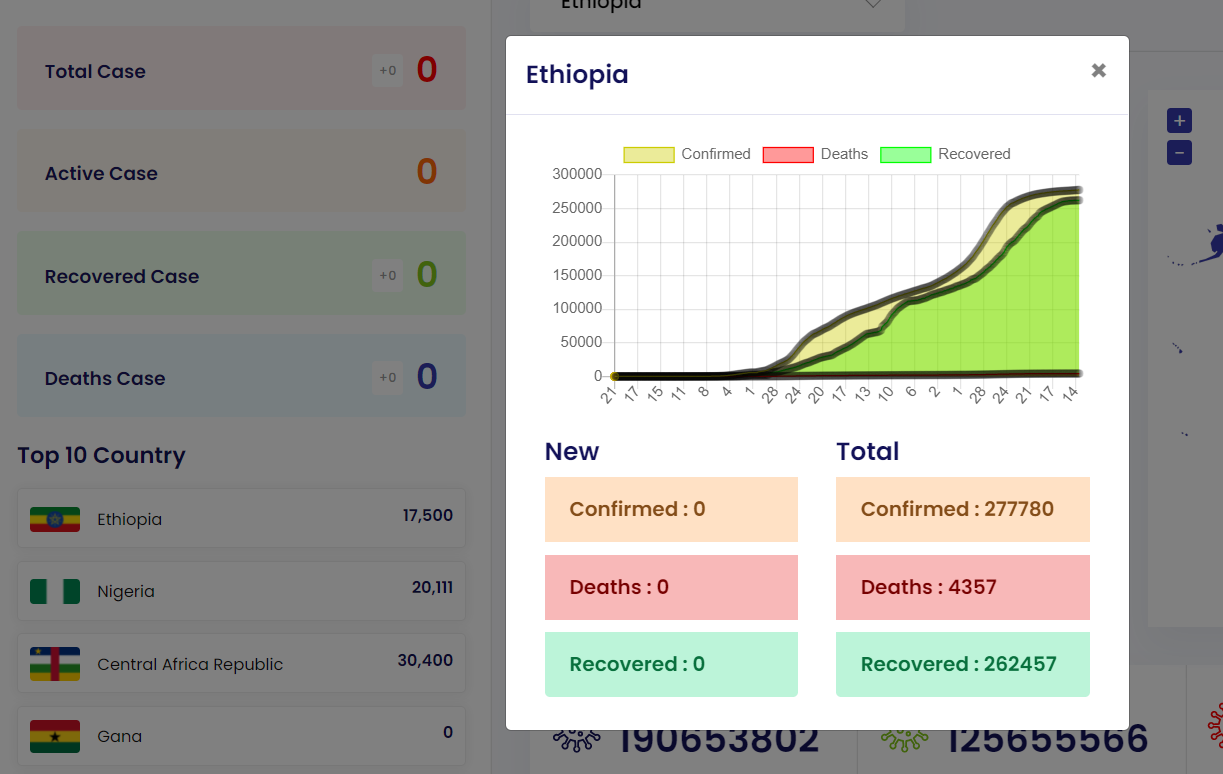 Ethiopia
Total Case +0 0
Active Case 0
Recovered Case +0 0
Deaths Case +0 0
Top 10 Country
Ethiopia 17,500
Nigeria 20,111
Central Africa Republic 30,400
Gana 0
Ethiopia ✖
Confirmed Deaths Recovered
300000
250000
200000
150000
100000
50000
0
21 17 15 11 8 4 1 28 24 20 17 13 10 6 2 1 28 24 21 17 14
New
Confirmed : 0
Deaths : 0
Recovered : 0
Total
Confirmed : 277780
Deaths : 4357
Recovered : 262457
+
−
190653802
125655566